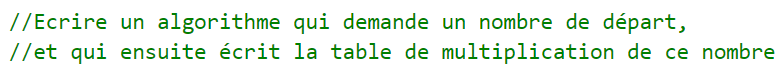 //Ecrire un algorithme qui demande un nombre de départ,
//et qui ensuite écrit la table de multiplication de ce nombre